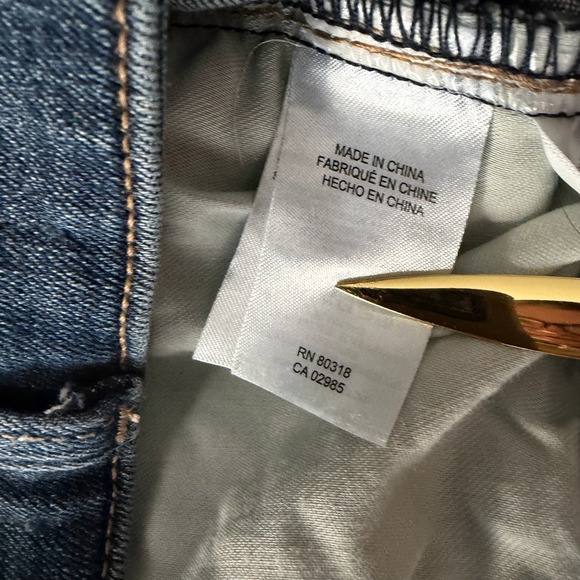 MADE IN CHINA
FABRIQUÉ EN CHINE
HECHO EN CHINA
RN 80318
CA 02985